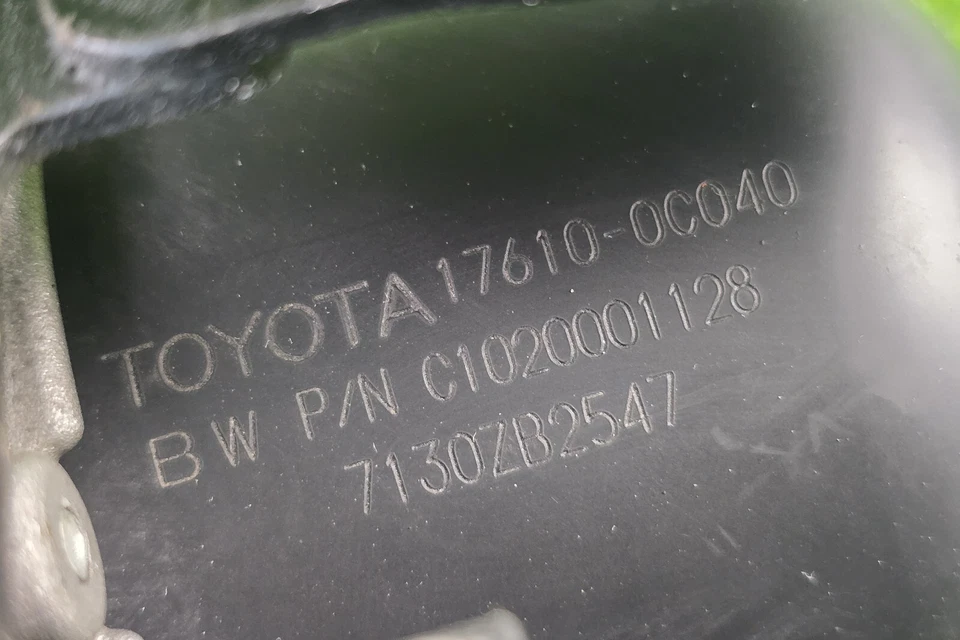 TOYOTA 17610-0C040
BW P/N C1020001128
7130ZB2547